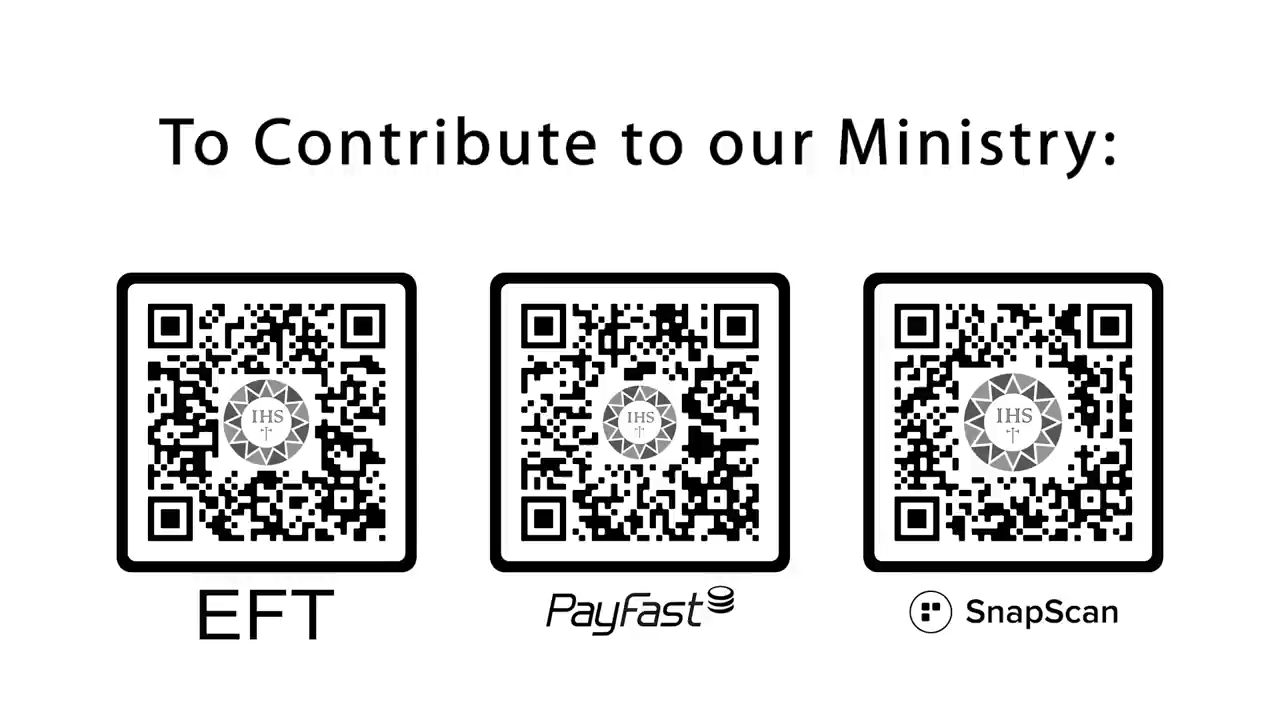 To Contribute to our Ministry:
IHS
IHS
IHS
EFT
PayFast
SnapScan